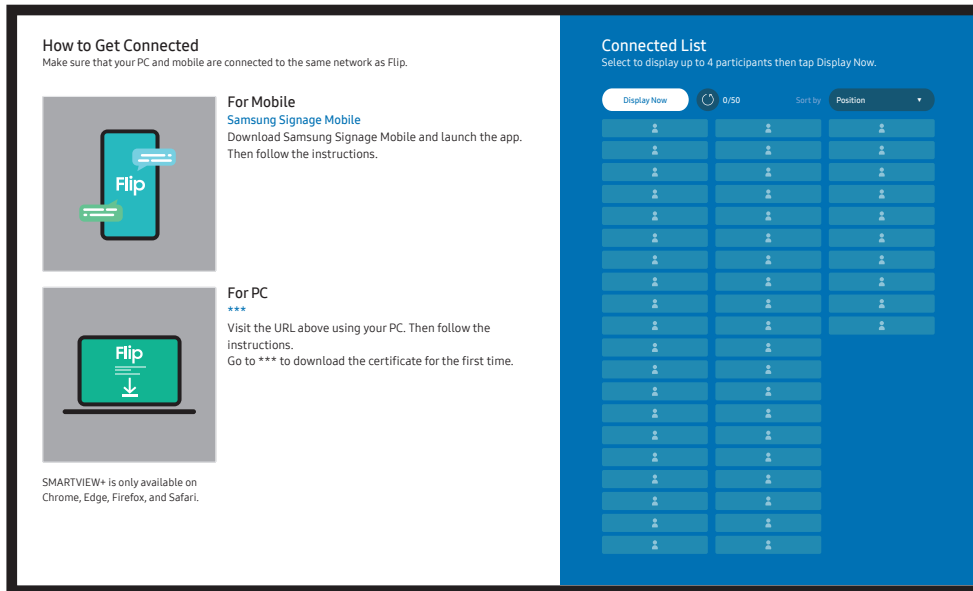 How to Get Connected
Make sure that your PC and mobile are connected to the same network as Flip.
For Mobile
Samsung Signage Mobile
Download Samsung Signage Mobile and launch the app.
Then follow the instructions.
Flip
For PC
***
Visit the URL above using your PC. Then follow the
instructions.
Go to *** to download the certificate for the first time.
Flip
SMARTVIEW+ is only available on
Chrome, Edge, Firefox, and Safari.
Connected List
Select to display up to 4 participants then tap Display Now.
Display Now
0/50
Sort by
Position